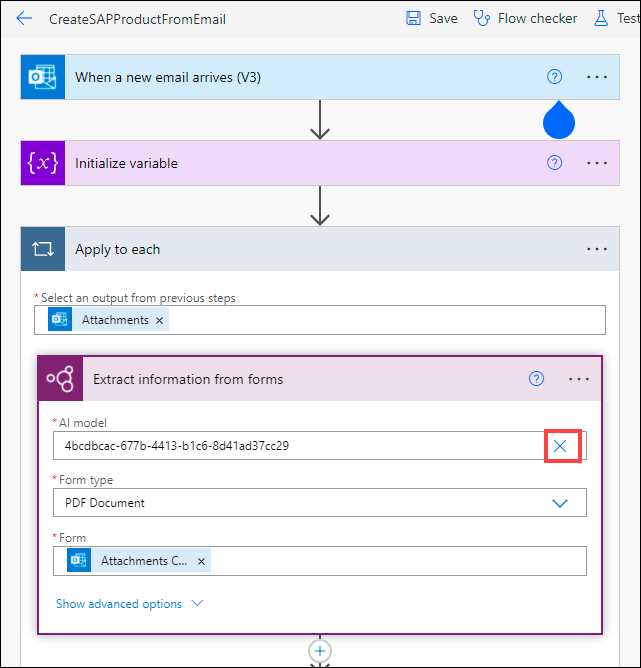 CreateSAPProductFromEmail Save Flow checker Test
When a new email arrives (V3) ? ...
{x} Initialize variable ? ...
Apply to each ...
* Select an output from previous steps
Attachments ×
Extract information from forms ? ...
* AI model
4bcdbcac-677b-4413-b1c6-8d41ad37cc29
* Form type
PDF Document
* Form
Attachments C... ×
Show advanced options